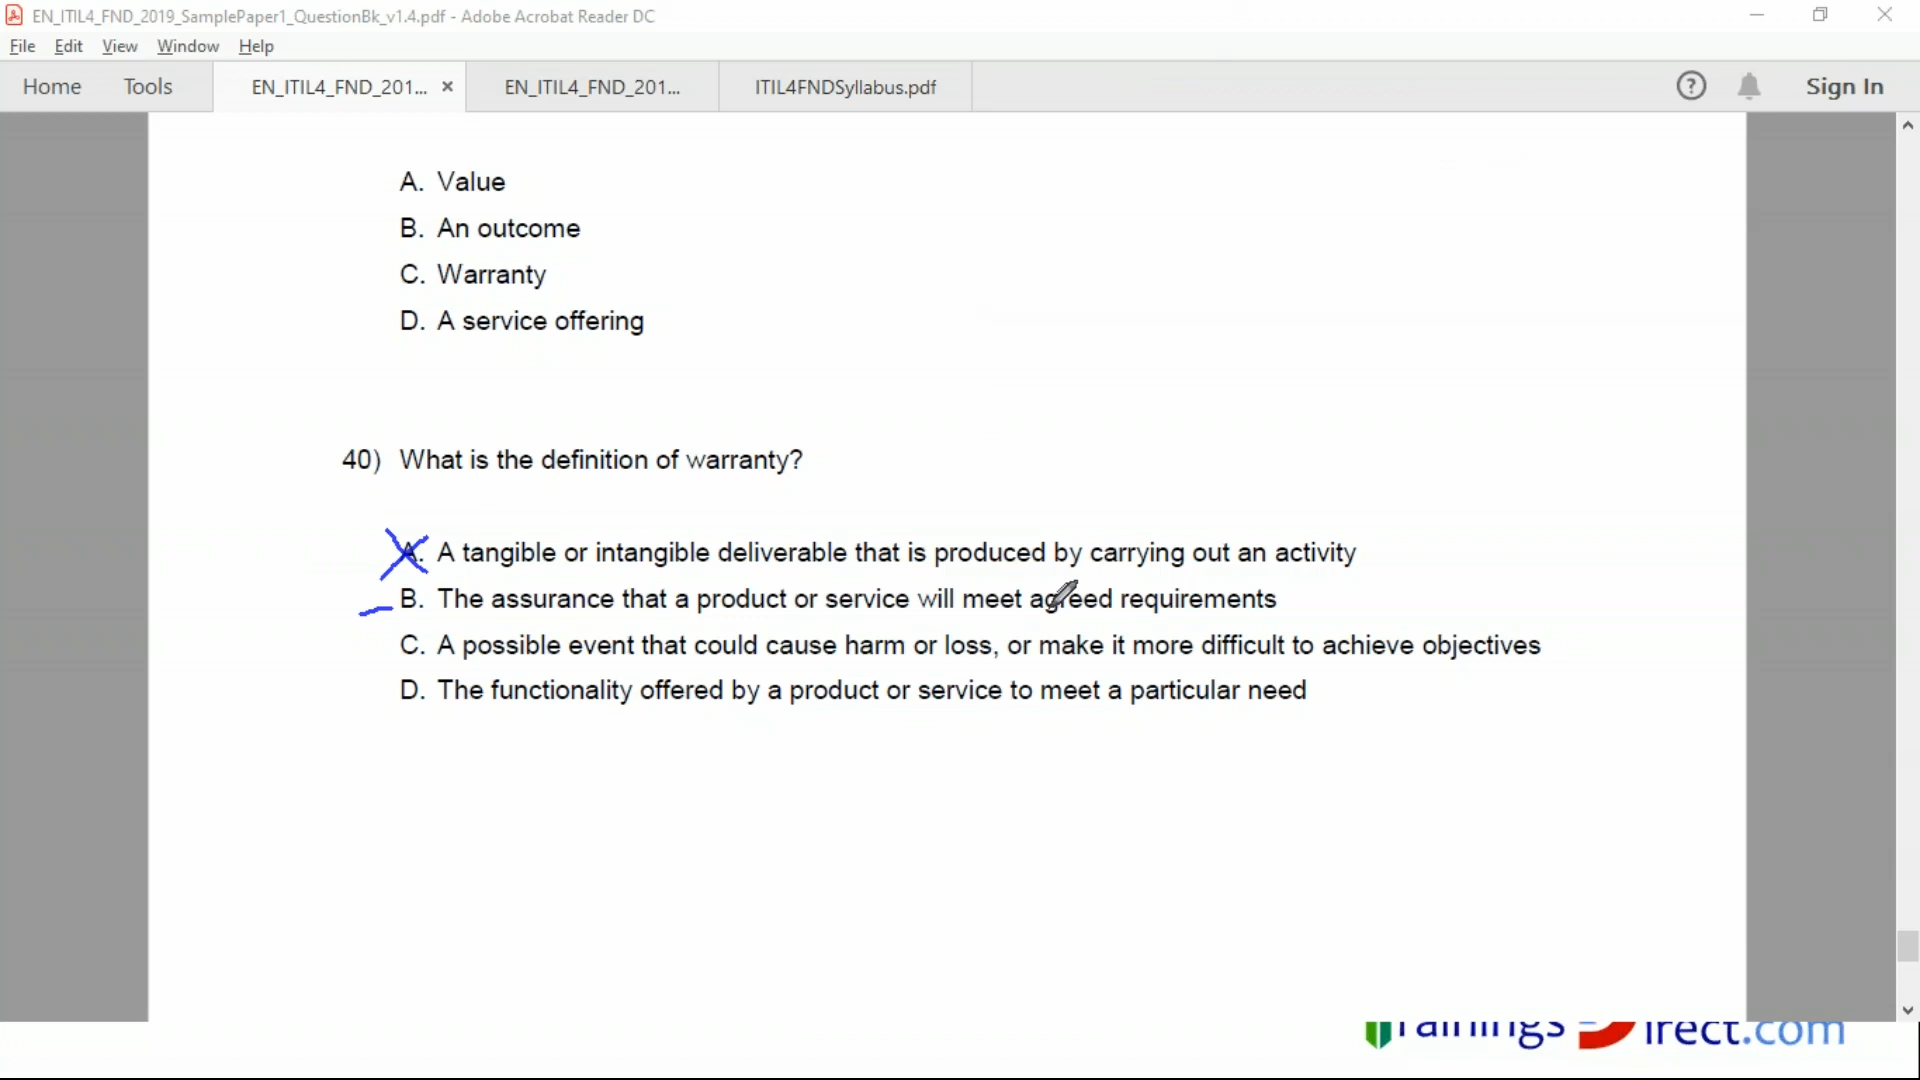 EN_ITIL4_FND_2019_SamplePaper1_QuestionBk_v1.4.pdf - Adobe Acrobat Reader DC
File Edit View Window Help
Home Tools EN_ITIL4_FND_201... × EN_ITIL4_FND_201... ITIL4FNDSyllabus.pdf ? Sign In
A. Value
B. An outcome
C. Warranty
D. A service offering
40) What is the definition of warranty?
A. A tangible or intangible deliverable that is produced by carrying out an activity
B. The assurance that a product or service will meet agreed requirements
C. A possible event that could cause harm or loss, or make it more difficult to achieve objectives
D. The functionality offered by a product or service to meet a particular need
Trainings Direct.com